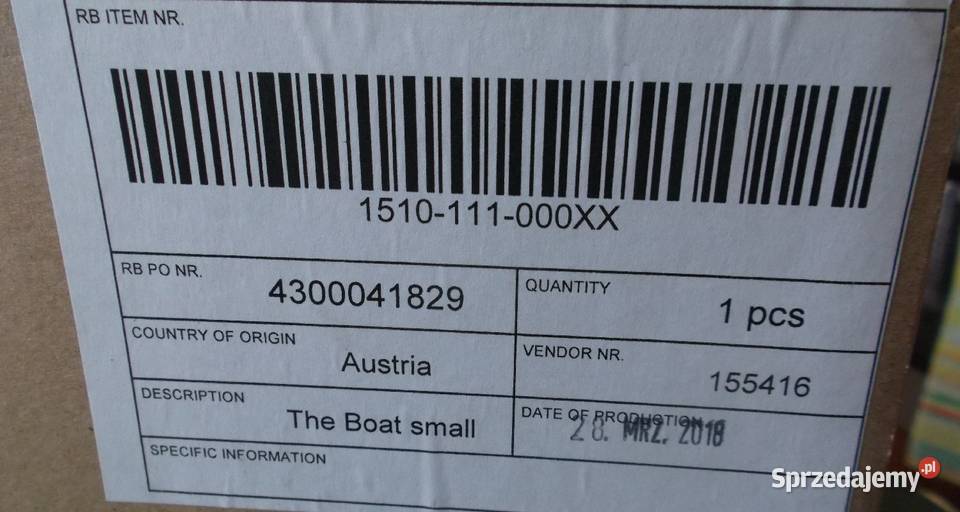 RB ITEM NR.
1510-111-000XX
RB PO NR.
4300041829
QUANTITY
1 pcs
COUNTRY OF ORIGIN
Austria
VENDOR NR.
155416
DESCRIPTION
The Boat small
DATE OF PRODUCTION
28. MRZ. 2018
SPECIFIC INFORMATION
Sprzedajemy.pl